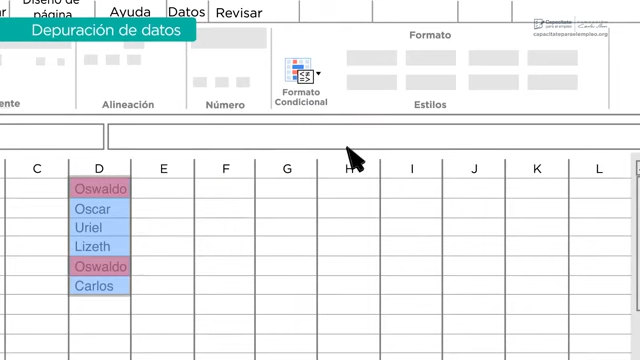 Diseño de
página
Ayuda
Datos
Revisar
Depuración de datos
Capacítate
para el empleo
capacitateparaelempleo.org
Formato
Formato
Condicional
ente
Alineación
Número
Estilos
C D E F G H I J K L
Oswaldo
Oscar
Uriel
Lizeth
Oswaldo
Carlos